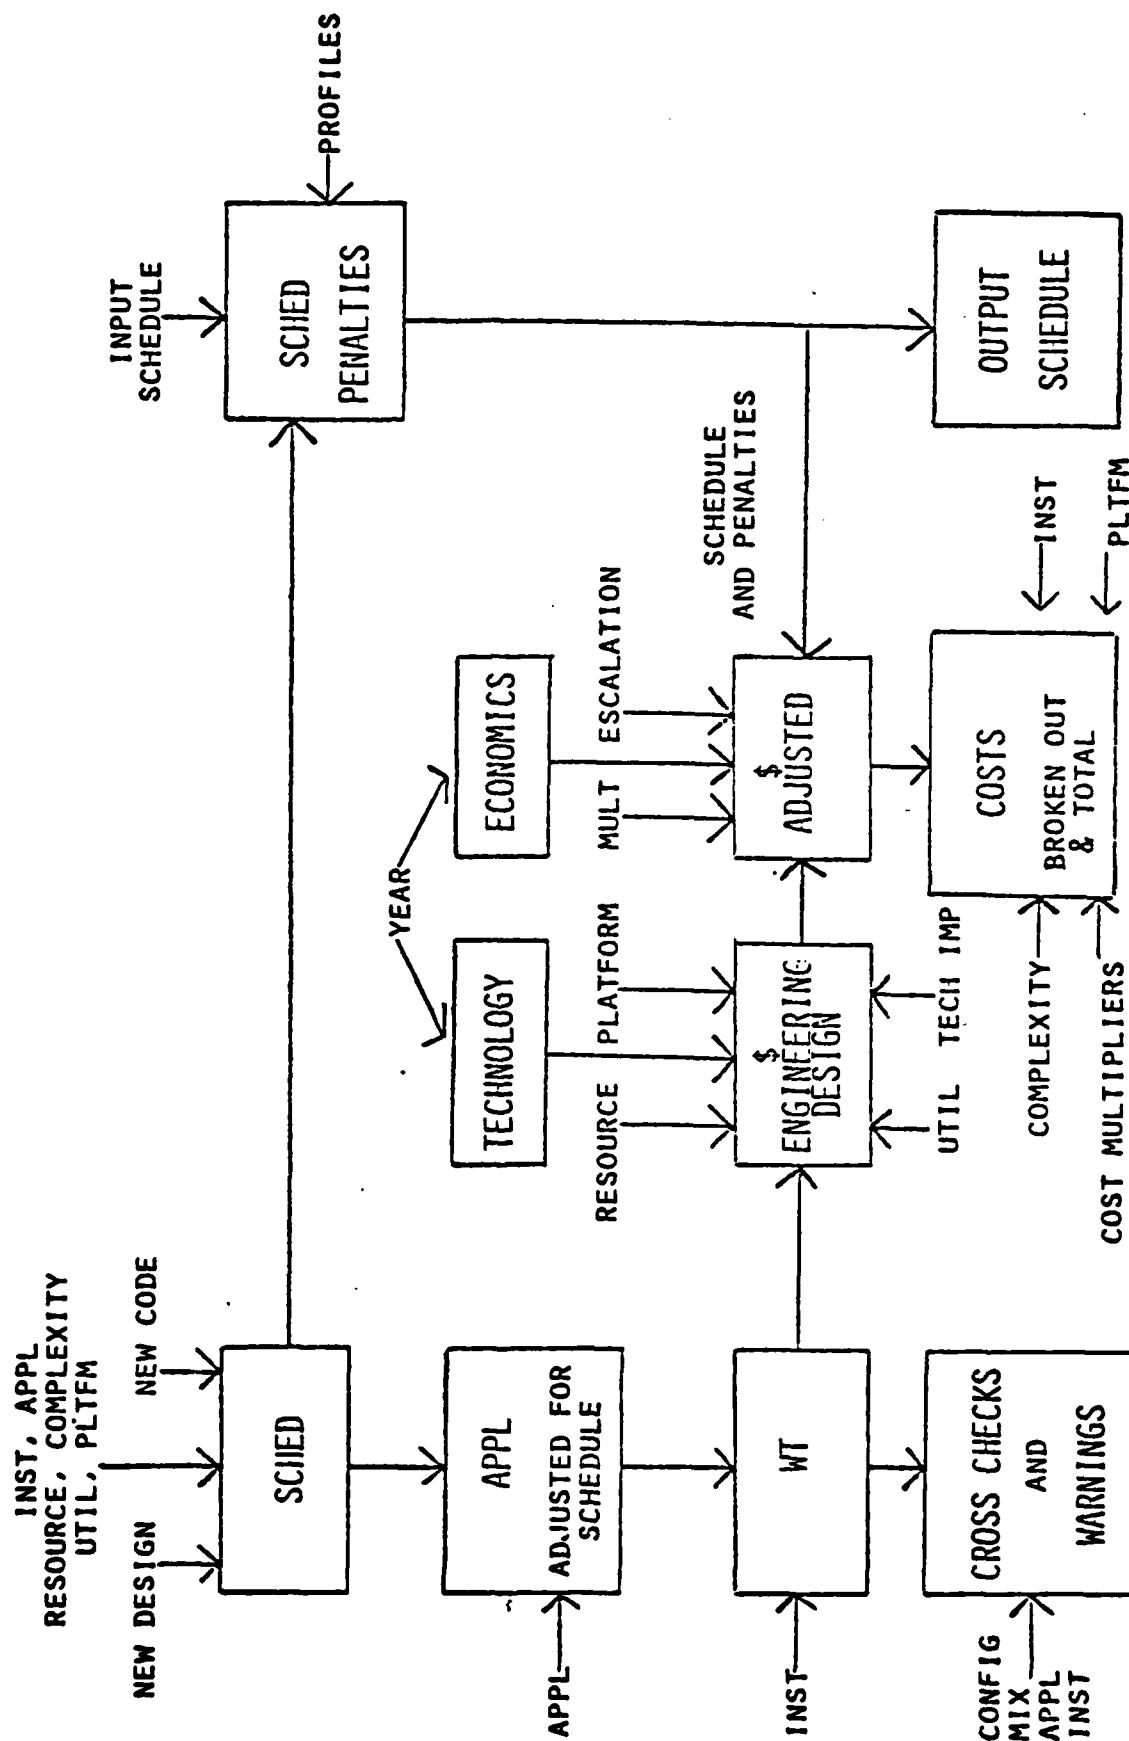 INST, APPL
RESOURCE, COMPLEXITY
UTIL, PLTFM
NEW DESIGN
NEW CODE
SCHED
INPUT
SCHEDULE
SCHED
PENALTIES
PROFILES
APPL
APPL
ADJUSTED FOR
SCHEDULE
YEAR
TECHNOLOGY
ECONOMICS
RESOURCE
PLATFORM
MULT
ESCALATION
SCHEDULE
AND PENALTIES
INST
WT
$
ENGINEERING
DESIGN
$
ADJUSTED
UTIL
TECH IMP
CONFIG
MIX
APPL
INST
CROSS CHECKS
AND
WARNINGS
COMPLEXITY
COST MULTIPLIERS
COSTS
BROKEN OUT
& TOTAL
INST
PLTFM
OUTPUT
SCHEDULE